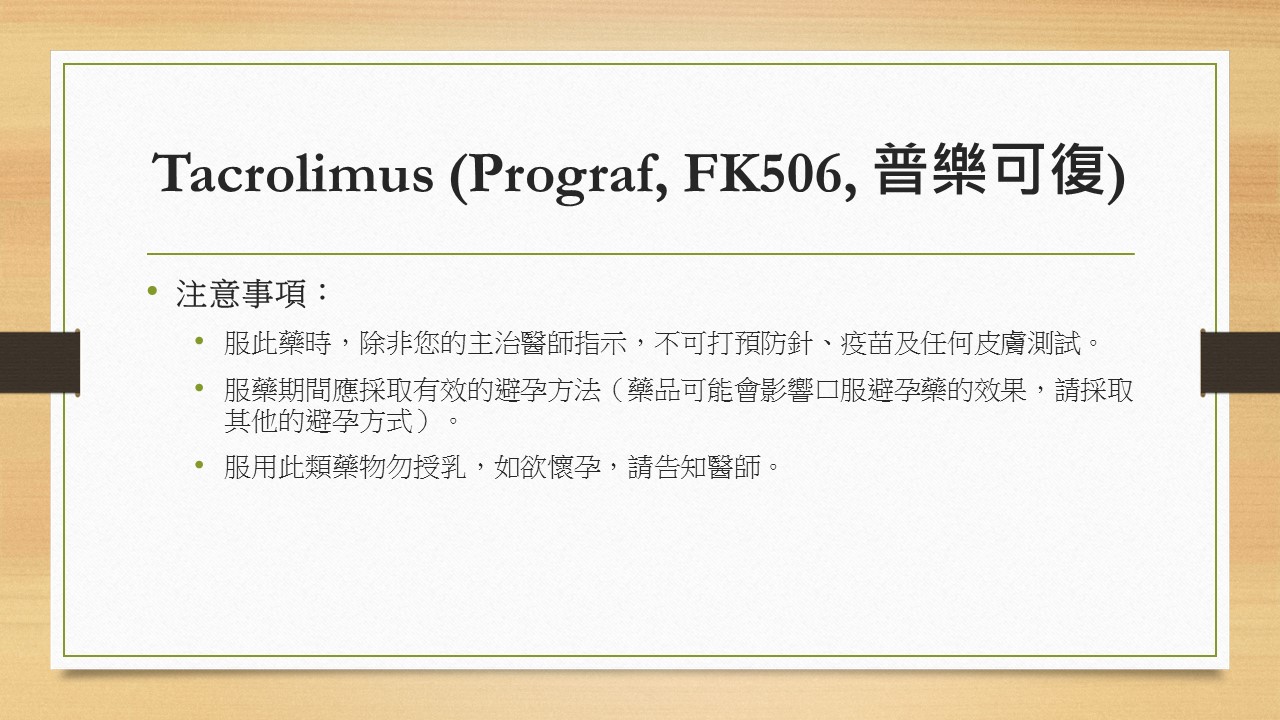 Tacrolimus (Prograf, FK506, 普樂可復)
• 注意事項：
• 服此藥時，除非您的主治醫師指示，不可打預防針、疫苗及任何皮膚測試。
• 服藥期間應採取有效的避孕方法（藥品可能會影響口服避孕藥的效果，請採取
其他的避孕方式）。
• 服用此類藥物勿授乳，如欲懷孕，請告知醫師。